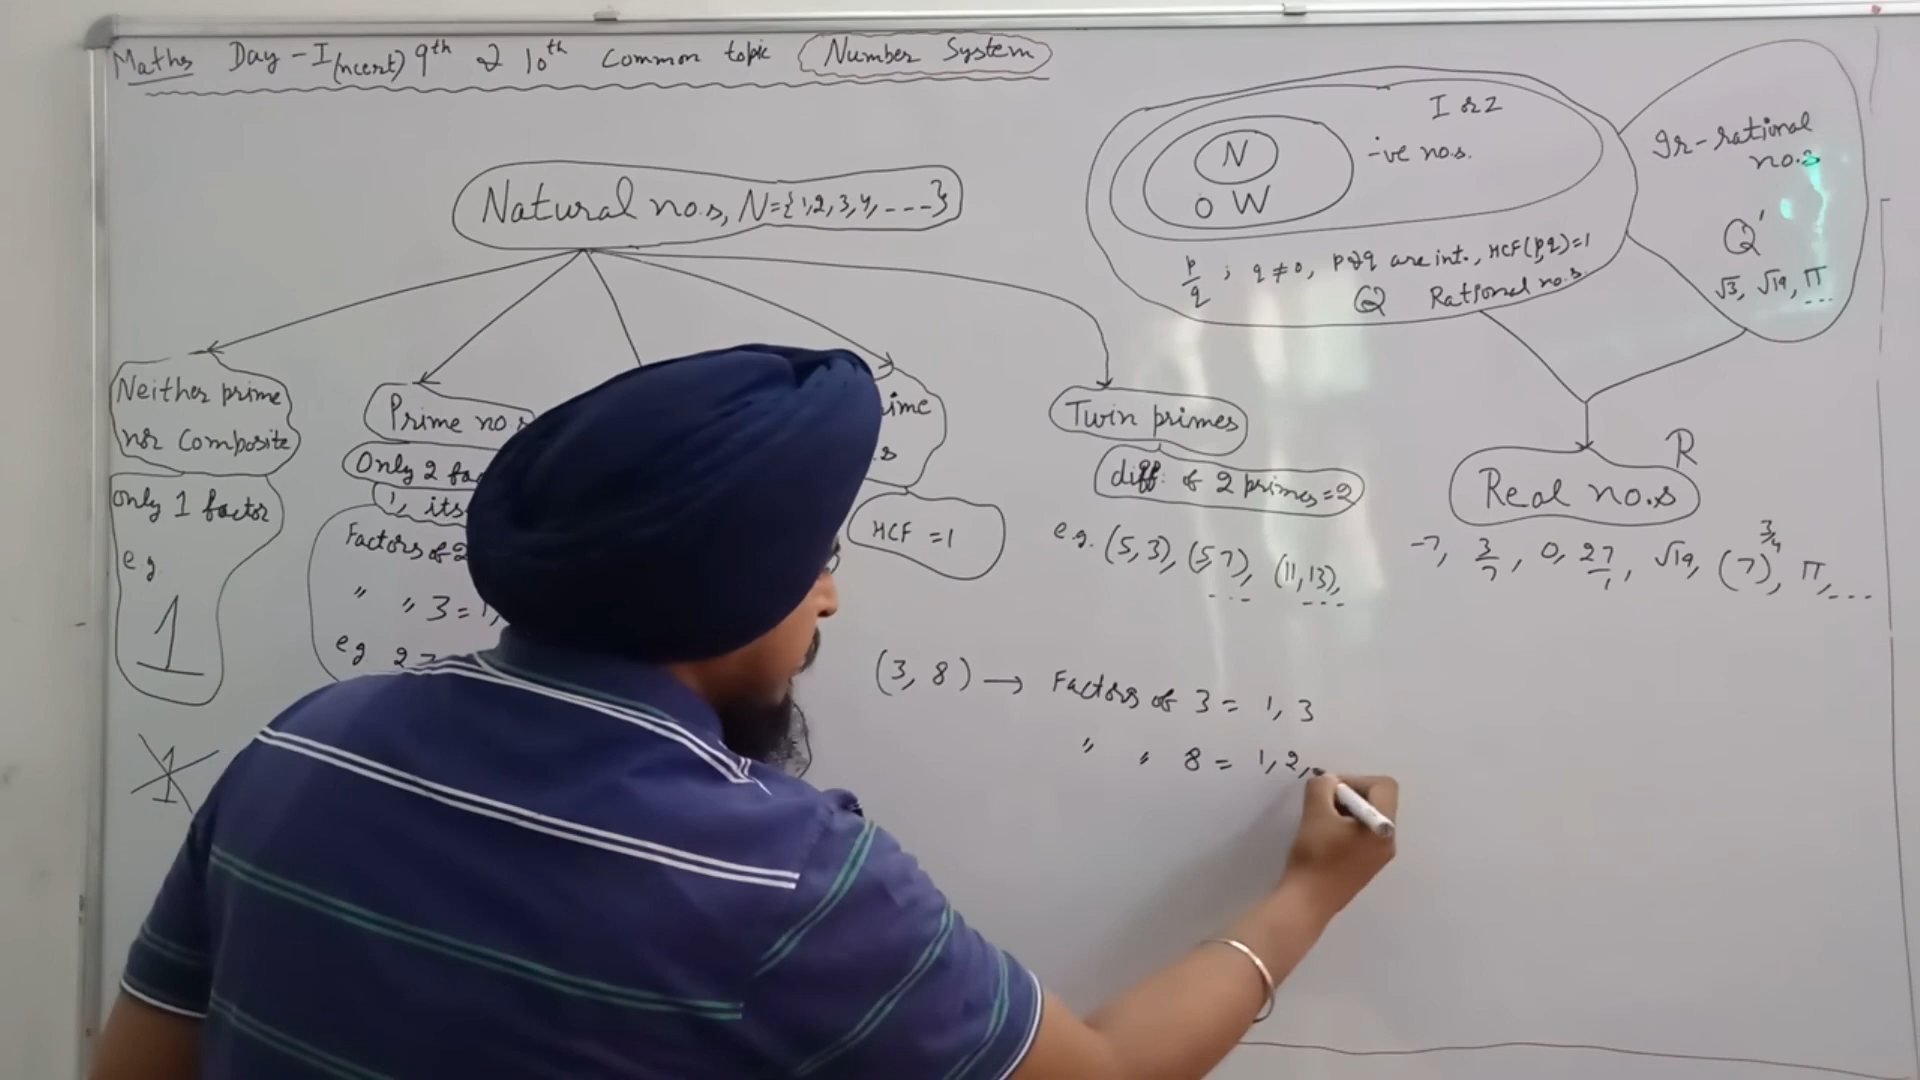 Maths Day-I (ncert) 9th & 10th Common topic Number System
Natural no.s, N={1,2,3,4,----}
Neither prime
nor Composite
only 1 factor
e.g.
1
1
Prime no.s
Only 2
1, its
Factors of 2
" " 3 = 1,
e.g 2
HCF = 1
Twin primes
diff. of 2 primes=2
e.g. (5,3), (5,7), (11,13),
... ...
(3, 8) → Factors of 3 = 1, 3
" " 8 = 1, 2,
N
0 W
I or Z
-ve no.s.
p/q ; q≠0, p&q are int., HCF(p,q)=1
Q Rational no.s.
Ir-rational
no.s
Q'
√3, √19, π
...
R
Real no.s
-7, 3/7, 0, 27/1, √19, (7)^3/4, π, ...